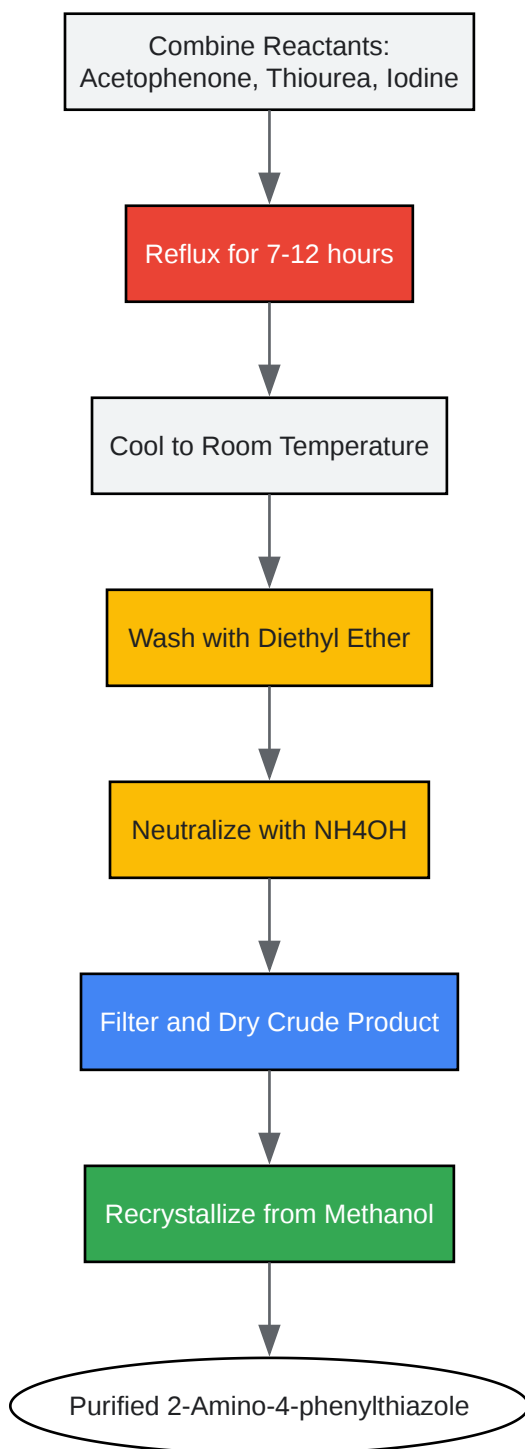 Combine Reactants:
Acetophenone, Thiourea, Iodine
Reflux for 7-12 hours
Cool to Room Temperature
Wash with Diethyl Ether
Neutralize with NH4OH
Filter and Dry Crude Product
Recrystallize from Methanol
Purified 2-Amino-4-phenylthiazole